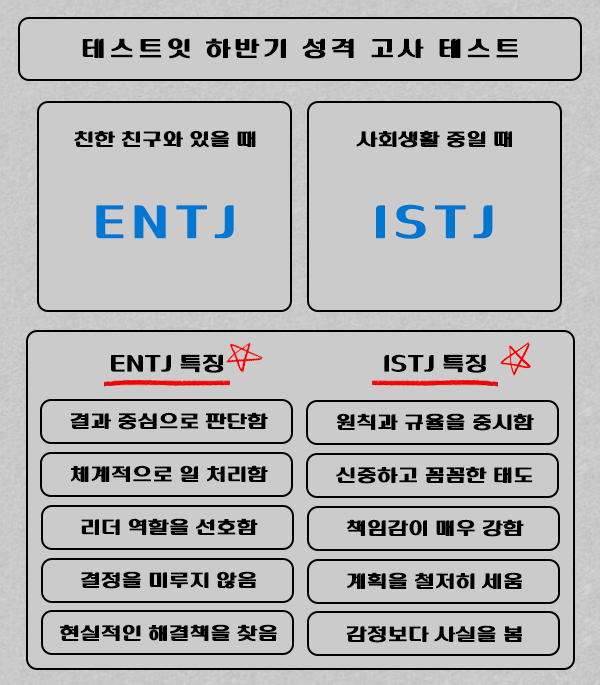 테스트잇 하반기 성격 고사 테스트
친한 친구와 있을 때
ENTJ
사회생활 중일 때
ISTJ
ENTJ 특징
결과 중심으로 판단함
체계적으로 일 처리함
리더 역할을 선호함
결정을 미루지 않음
현실적인 해결책을 찾음
ISTJ 특징
원칙과 규율을 중시함
신중하고 꼼꼼한 태도
책임감이 매우 강함
계획을 철저히 세움
감정보다 사실을 봄